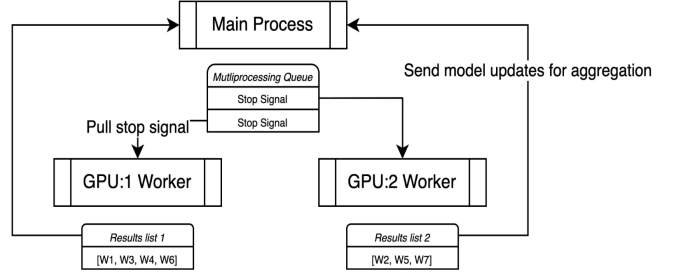 Main Process
Send model updates for aggregation
Mutliprocessing Queue
Stop Signal
Stop Signal
Pull stop signal
GPU:1 Worker
GPU:2 Worker
Results list 1
[W1, W3, W4, W6]
Results list 2
[W2, W5, W7]